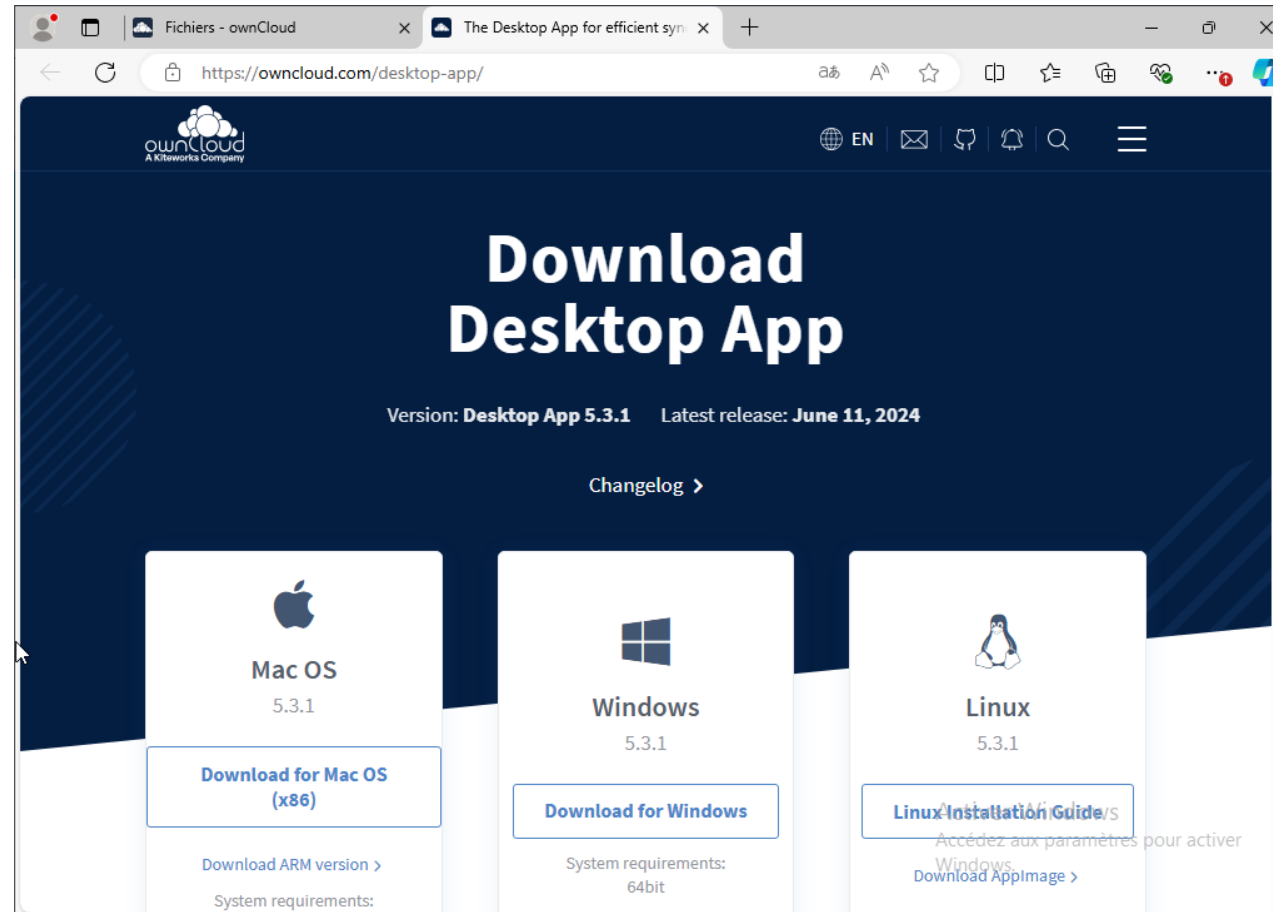 Fichiers - ownCloud
The Desktop App for efficient syn
https://owncloud.com/desktop-app/
ownCloud
A Kiteworks Company
EN
Download
Desktop App
Version: Desktop App 5.3.1 Latest release: June 11, 2024
Changelog
Mac OS
5.3.1
Download for Mac OS
(x86)
Download ARM version
System requirements:
Windows
5.3.1
Download for Windows
System requirements:
64bit
Linux
5.3.1
Linux Installation Guide
Download AppImage
Activer Windows
Accédez aux paramètres pour activer
Windows.